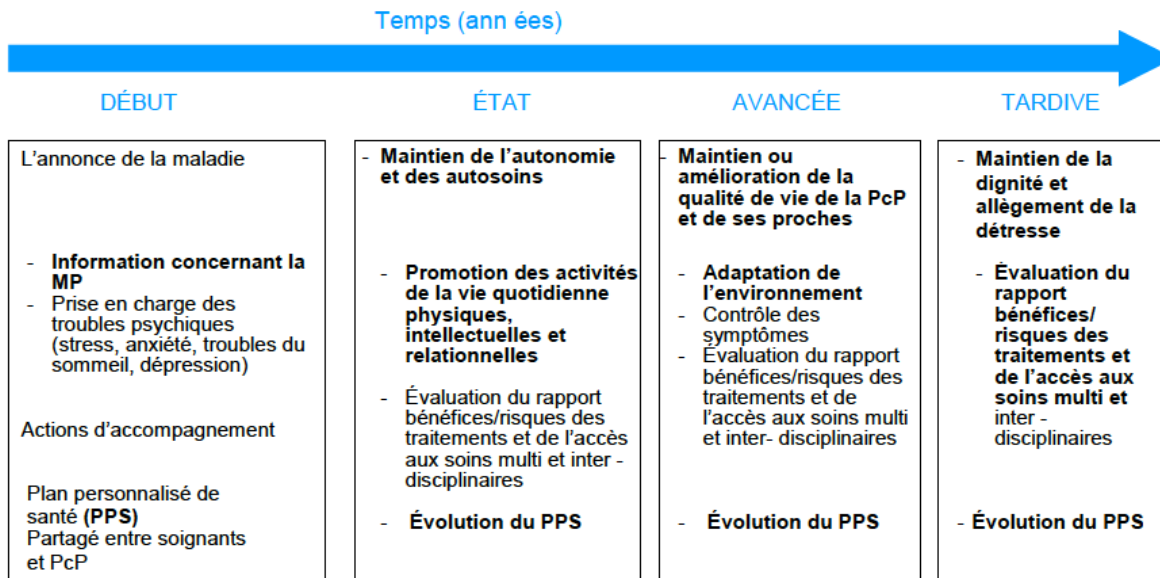 Temps (ann ées)
DÉBUT
ÉTAT
AVANCÉE
TARDIVE
L'annonce de la maladie
- Information concernant la
MP
- Prise en charge des
troubles psychiques
(stress, anxiété, troubles du
sommeil, dépression)
Actions d'accompagnement
Plan personnalisé de
santé (PPS)
Partagé entre soignants
et PcP
- Maintien de l'autonomie
et des autosoins
- Promotion des activités
de la vie quotidienne
physiques,
intellectuelles et
relationnelles
- Évaluation du rapport
bénéfices/risques des
traitements et de l'accès
aux soins multi et inter -
disciplinaires
- Évolution du PPS
- Maintien ou
amélioration de la
qualité de vie de la PcP
et de ses proches
- Adaptation de
l'environnement
- Contrôle des
symptômes
- Évaluation du rapport
bénéfices/risques des
traitements et de
l'accès aux soins multi
et inter- disciplinaires
- Évolution du PPS
- Maintien de la
dignité et
allègement de la
détresse
- Évaluation du
rapport
bénéfices/
risques des
traitements et
de l'accès aux
soins multi et
inter -
disciplinaires
- Évolution du PPS